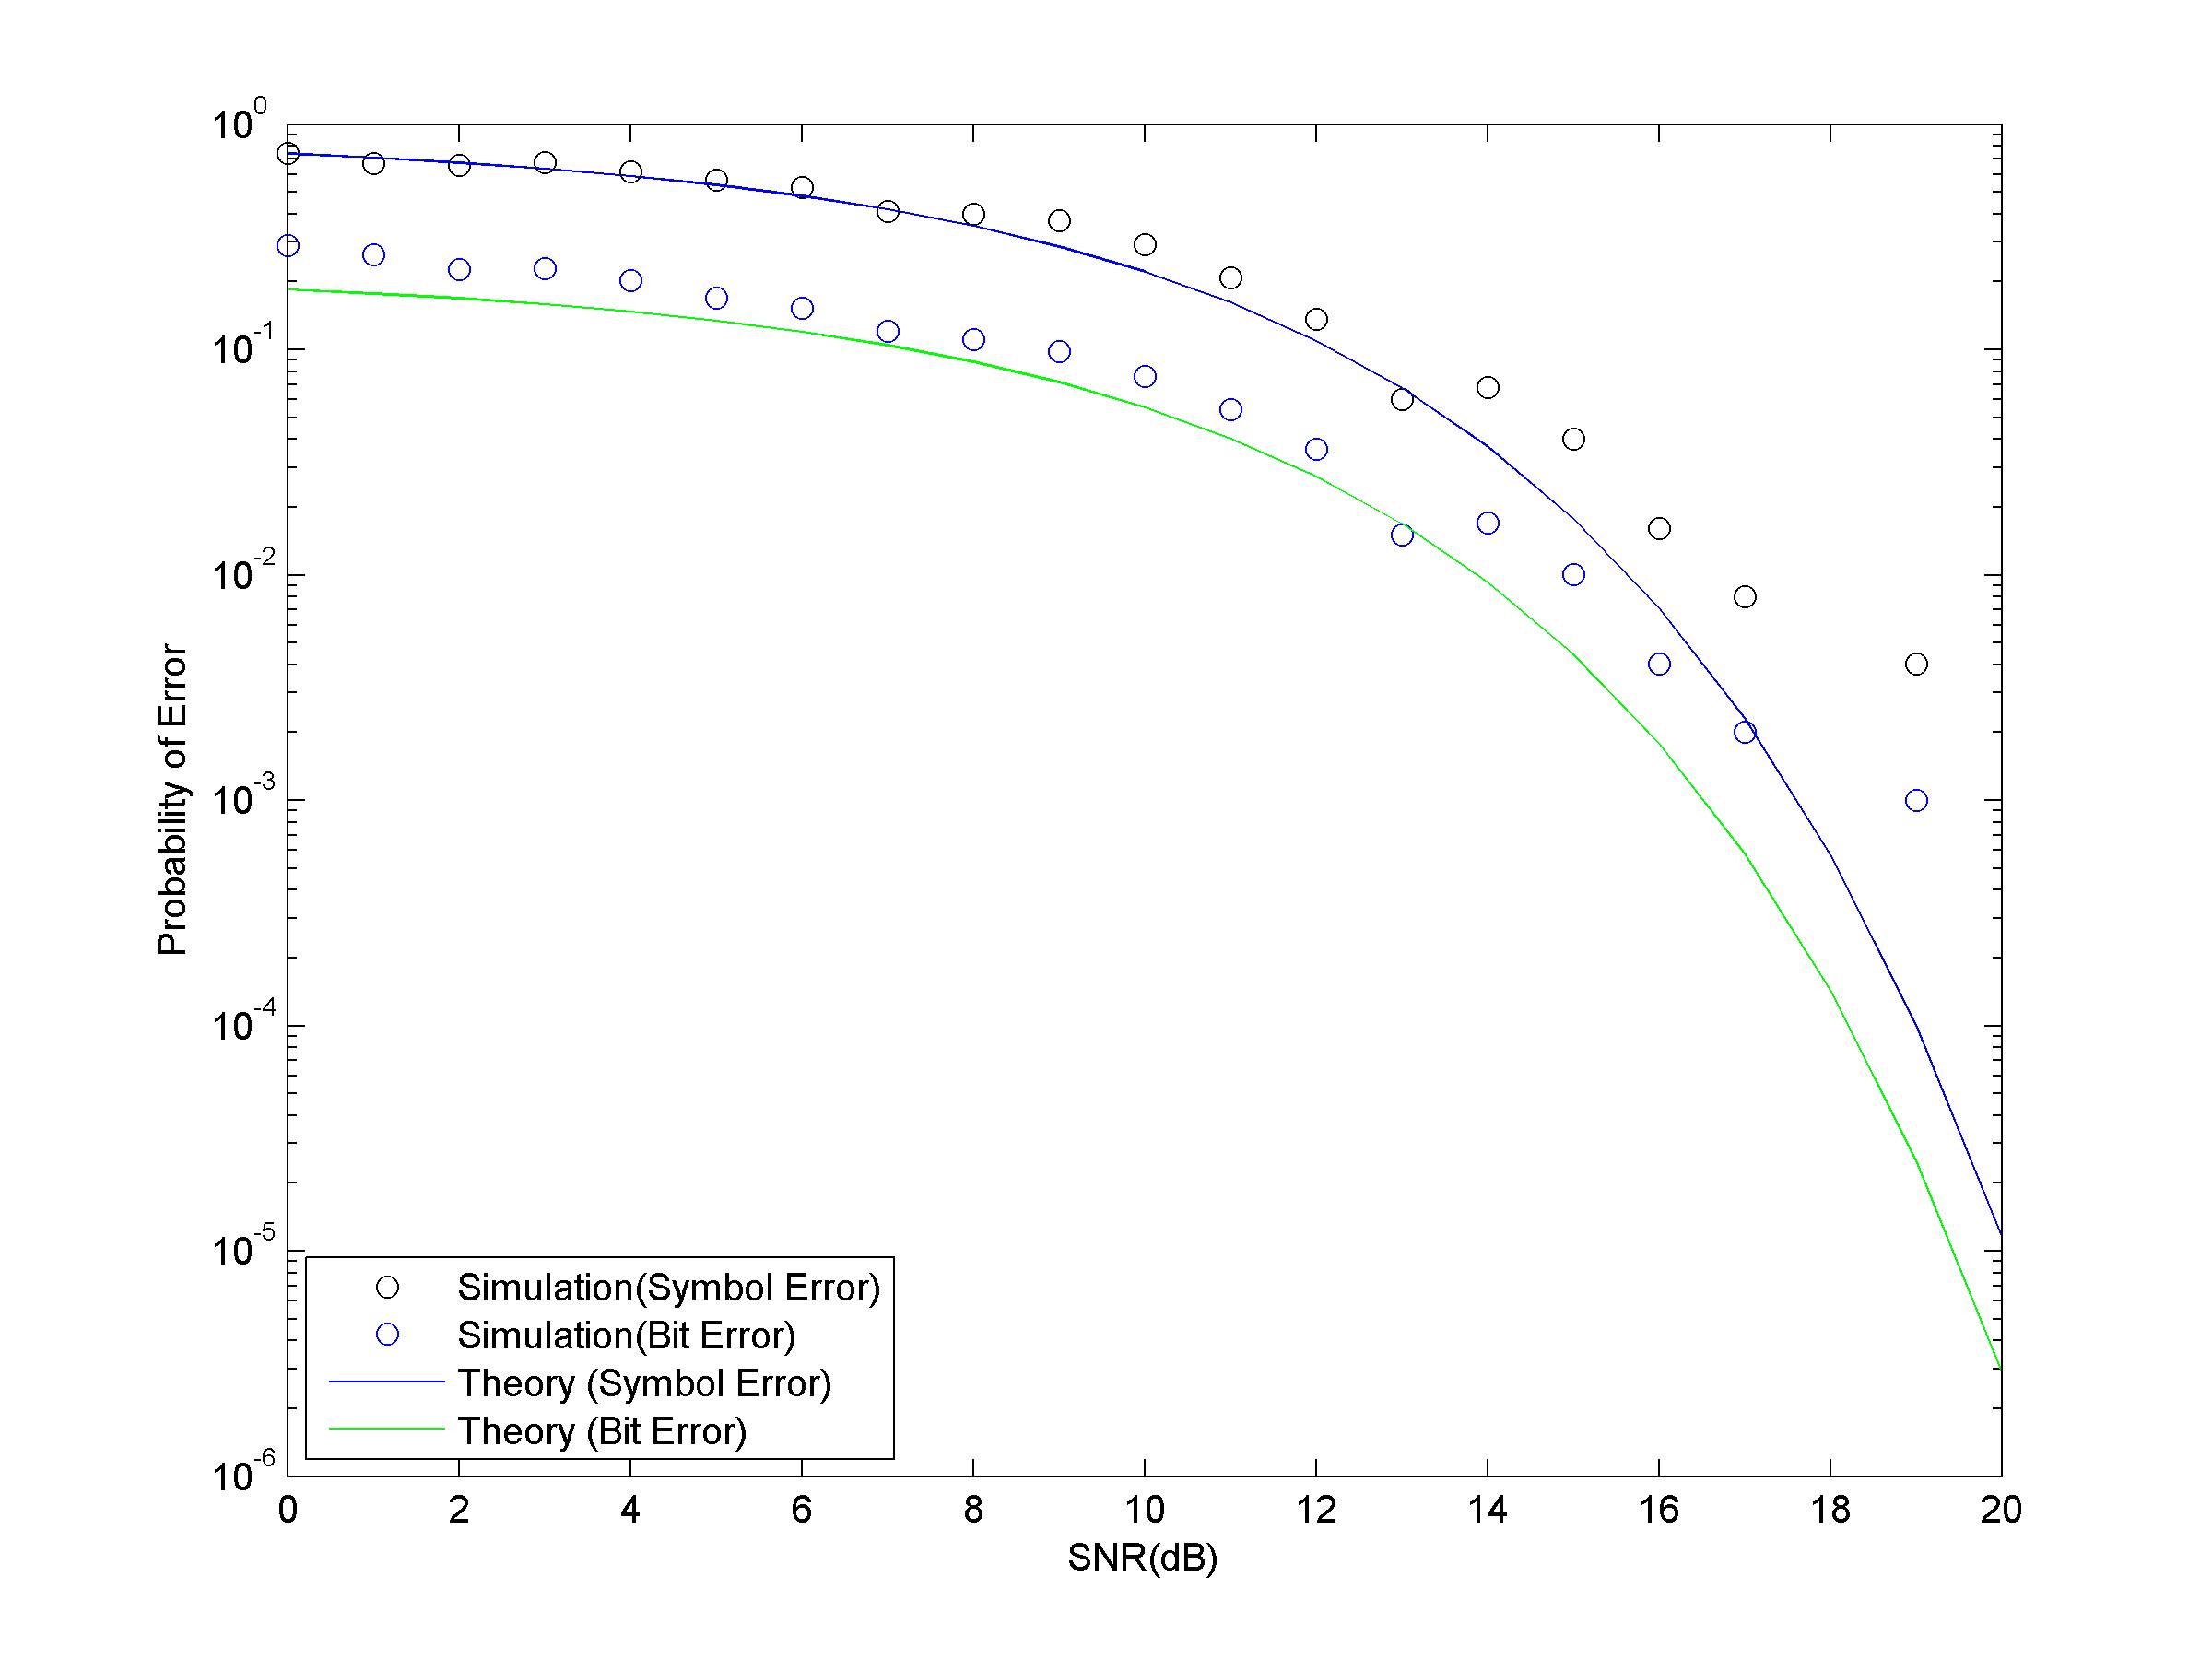 10^0
10^-1
10^-2
10^-3
10^-4
10^-5
10^-6
Probability of Error
Simulation(Symbol Error)
Simulation(Bit Error)
Theory (Symbol Error)
Theory (Bit Error)
0 2 4 6 8 10 12 14 16 18 20
SNR(dB)